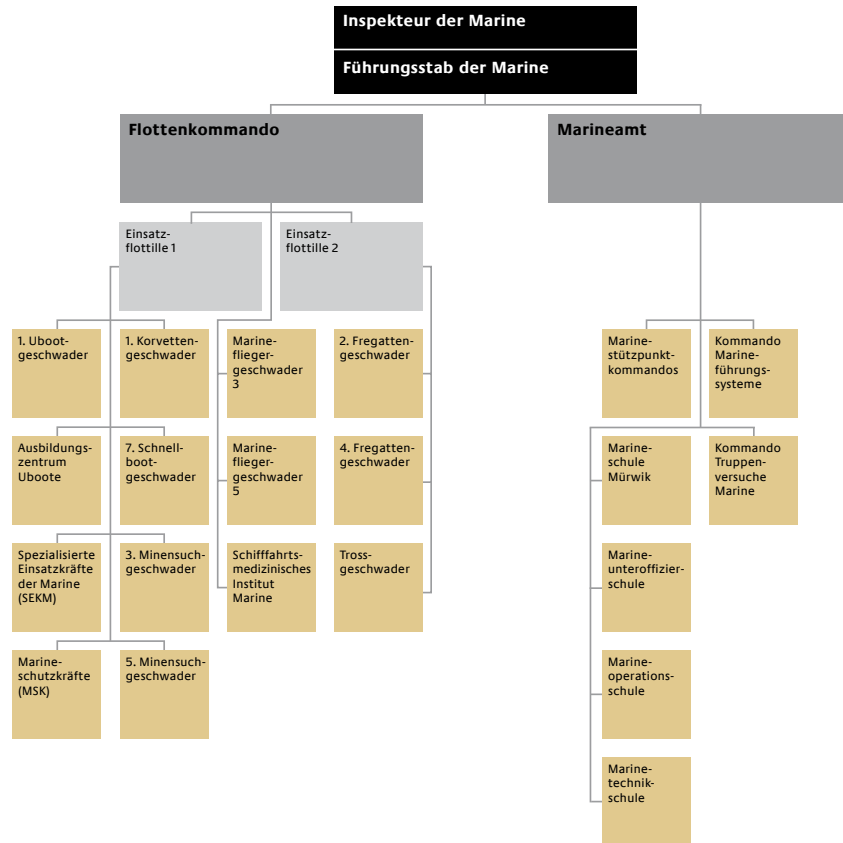 Inspekteur der Marine
Führungsstab der Marine
Flottenkommando
Marineamt
Einsatz-
flottille 1
Einsatz-
flottille 2
1. Uboot-
geschwader
1. Korvetten-
geschwader
Marine-
flieger-
geschwader
3
2. Fregatten-
geschwader
Marine-
stützpunkt-
kommandos
Kommando
Marine-
führungs-
systeme
Ausbildungs-
zentrum
Uboote
7. Schnell-
boot-
geschwader
Marine-
flieger-
geschwader
5
4. Fregatten-
geschwader
Marine-
schule
Mürwik
Kommando
Truppen-
versuche
Marine
Spezialisierte
Einsatzkräfte
der Marine
(SEKM)
3. Minensuch-
geschwader
Schifffahrts-
medizinisches
Institut
Marine
Tross-
geschwader
Marine-
unteroffizier-
schule
Marine-
schutzkräfte
(MSK)
5. Minensuch-
geschwader
Marine-
operations-
schule
Marine-
technik-
schule